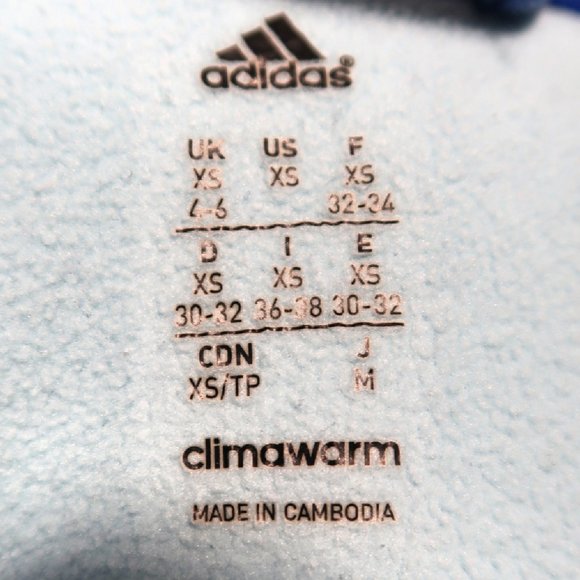 adidas®
UK US F
XS XS XS
4-6 32-34
D I E
XS XS XS
30-32 36-38 30-32
CDN J
XS/TP M
climawarm
MADE IN CAMBODIA